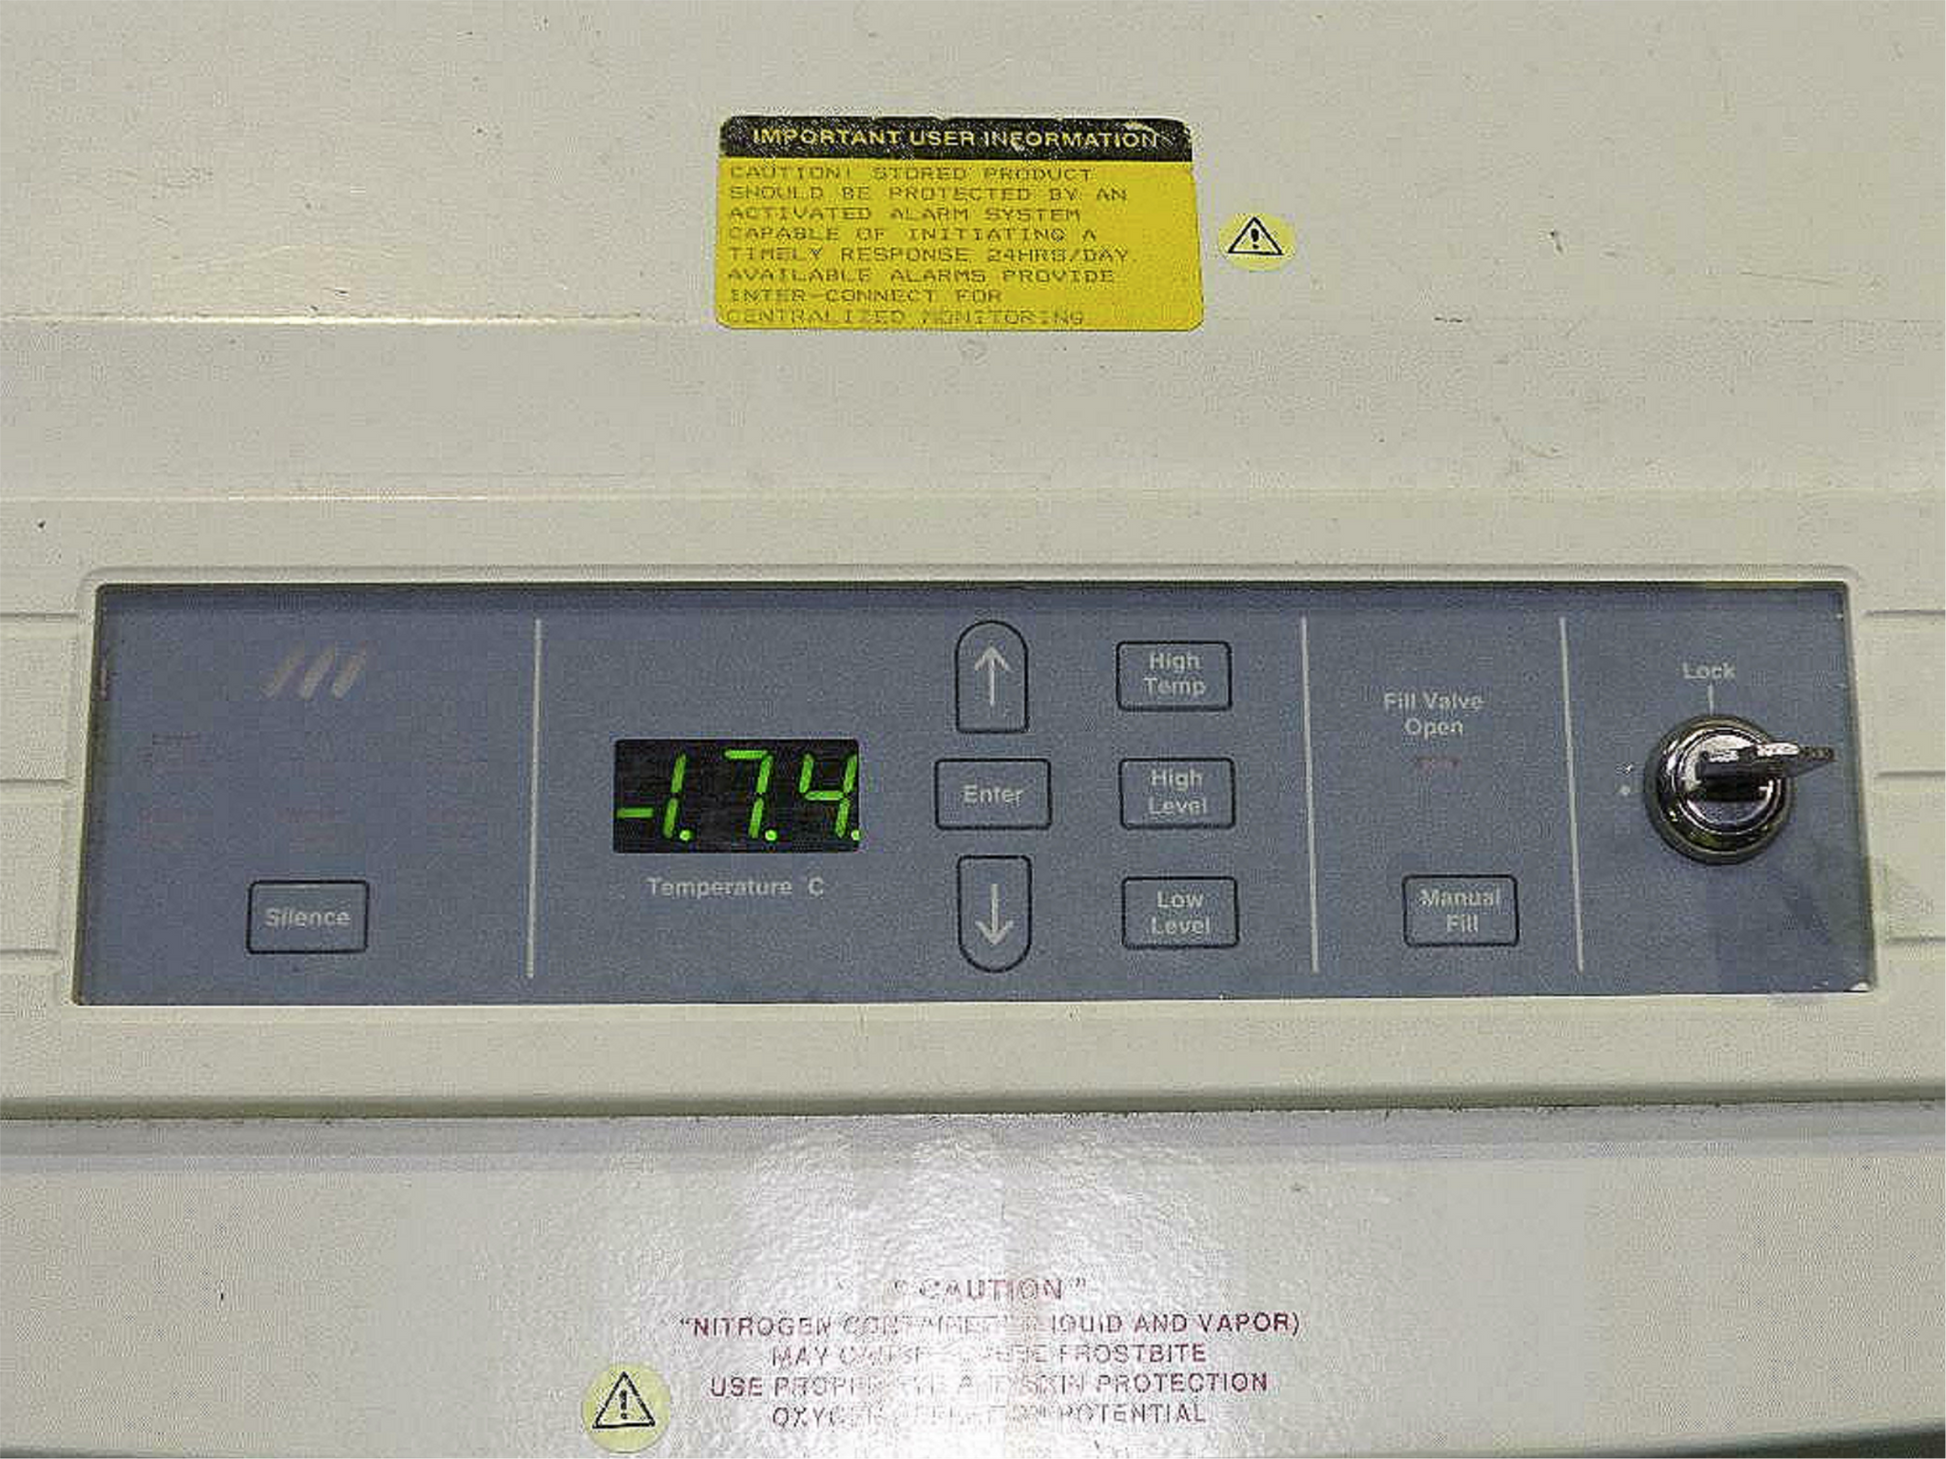 IMPORTANT USER INFORMATION
CAUTION! STORED PRODUCT
SHOULD BE PROTECTED BY AN
ACTIVATED ALARM SYSTEM
CAPABLE OF INITIATING A
TIMELY RESPONSE 24HRS/DAY.
AVAILABLE ALARMS PROVIDE
INTER-CONNECT FOR
CENTRALIZED MONITORING
Silence
-1.7.4.
Temperature °C
Enter
High
Temp
High
Level
Low
Level
Fill Valve
Open
Manual
Fill
Lock
"CAUTION"
"NITROGEN AND VAPOR)
MAY FROSTBITE
USE PROTECTION
POTENTIAL